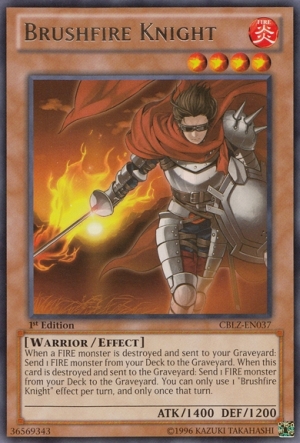 BRUSHFIRE KNIGHT
FIRE
炎
1st Edition
CBLZ-EN037
[WARRIOR/EFFECT]
When a FIRE monster is destroyed and sent to your Graveyard:
Send 1 FIRE monster from your Deck to the Graveyard. When this
card is destroyed and sent to the Graveyard: Send 1 FIRE monster
from your Deck to the Graveyard. You can only use 1 "Brushfire
Knight" effect per turn, and only once that turn.
ATK/1400 DEF/1200
36569343
©1996 KAZUKI TAKAHASHI